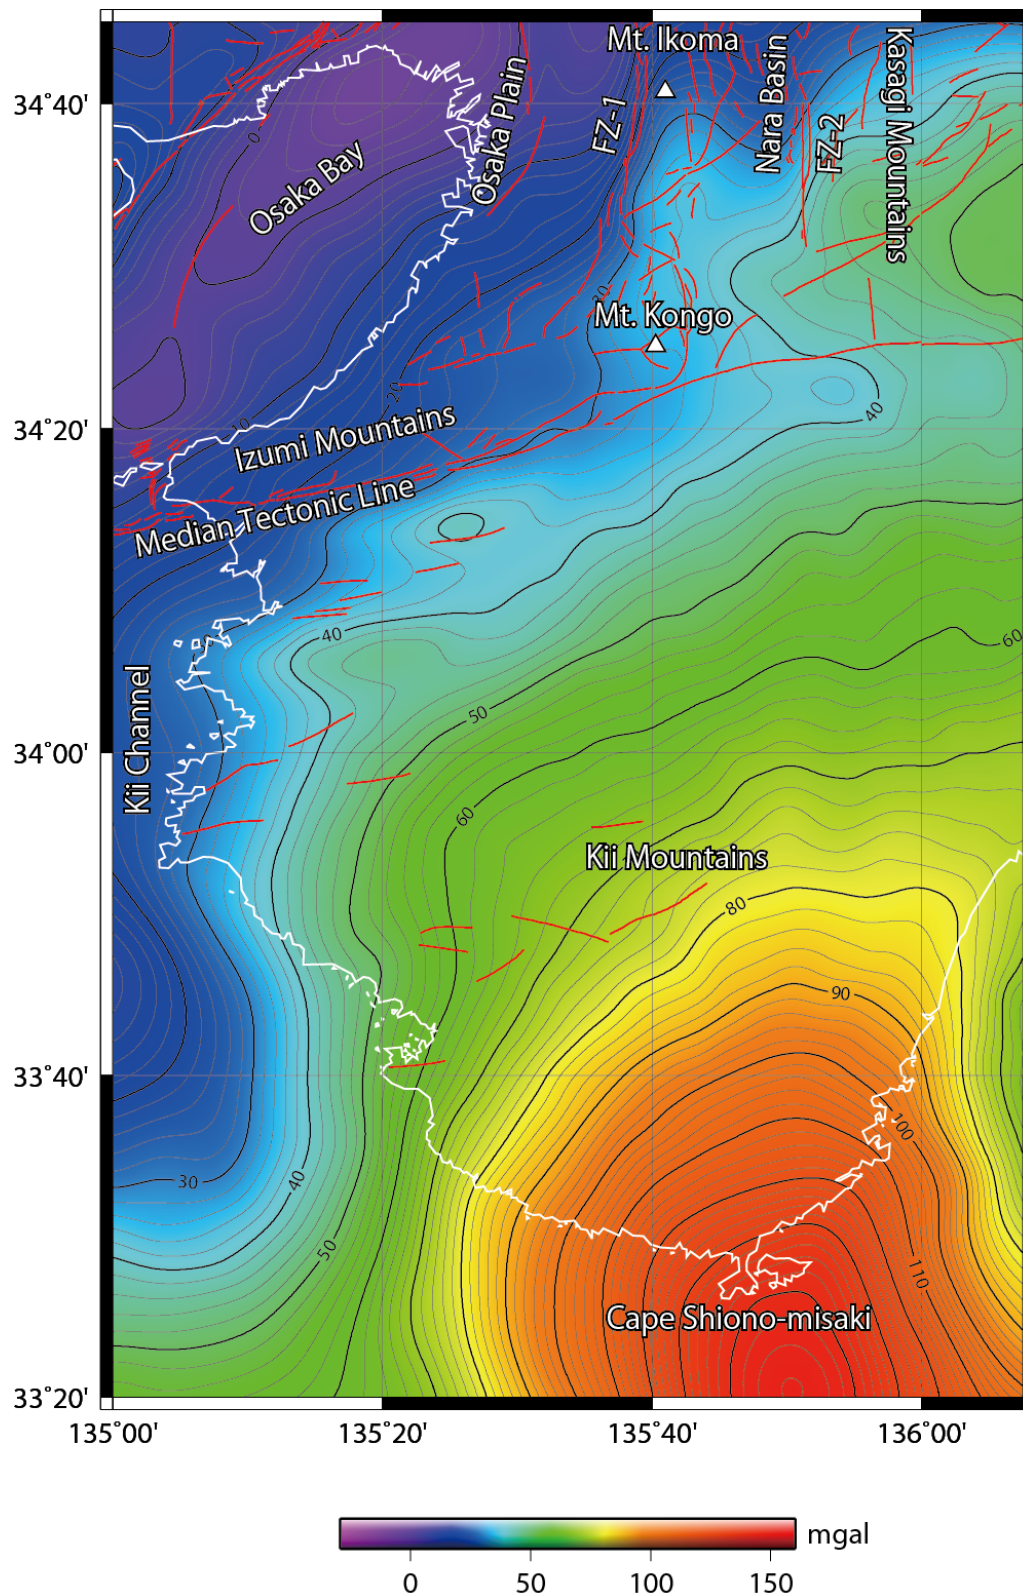 Mt. Ikoma
Kasagi Mountains
Nara Basin
Osaka Plain
34°40'
FZ-1
FZ-2
0
Osaka Bay
30
Mt. Kongo
20
10
40
34°20'
Izumi Mountains
Median Tectonic Line
40
60
Kii Channel
50
34°00'
60
Kii Mountains
80
90
33°40'
100
30
40
50
110
Cape Shiono-misaki
33°20'
135°00'
135°20'
135°40'
136°00'
mgal
0
50
100
150